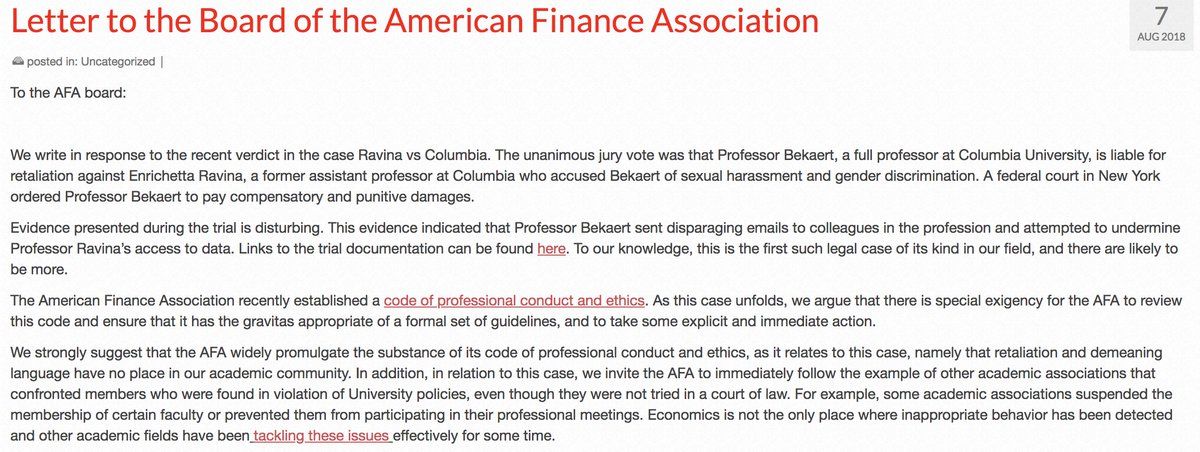 Letter to the Board of the American Finance Association
7
AUG 2018
posted in: Uncategorized |
To the AFA board:
We write in response to the recent verdict in the case Ravina vs Columbia. The unanimous jury vote was that Professor Bekaert, a full professor at Columbia University, is liable for
retaliation against Enrichetta Ravina, a former assistant professor at Columbia who accused Bekaert of sexual harassment and gender discrimination. A federal court in New York
ordered Professor Bekaert to pay compensatory and punitive damages.
Evidence presented during the trial is disturbing. This evidence indicated that Professor Bekaert sent disparaging emails to colleagues in the profession and attempted to undermine
Professor Ravina's access to data. Links to the trial documentation can be found here. To our knowledge, this is the first such legal case of its kind in our field, and there are likely to
be more.
The American Finance Association recently established a code of professional conduct and ethics. As this case unfolds, we argue that there is special exigency for the AFA to review
this code and ensure that it has the gravitas appropriate of a formal set of guidelines, and to take some explicit and immediate action.
We strongly suggest that the AFA widely promulgate the substance of its code of professional conduct and ethics, as it relates to this case, namely that retaliation and demeaning
language have no place in our academic community. In addition, in relation to this case, we invite the AFA to immediately follow the example of other academic associations that
confronted members who were found in violation of University policies, even though they were not tried in a court of law. For example, some academic associations suspended the
membership of certain faculty or prevented them from participating in their professional meetings. Economics is not the only place where inappropriate behavior has been detected
and other academic fields have been tackling these issues effectively for some time.